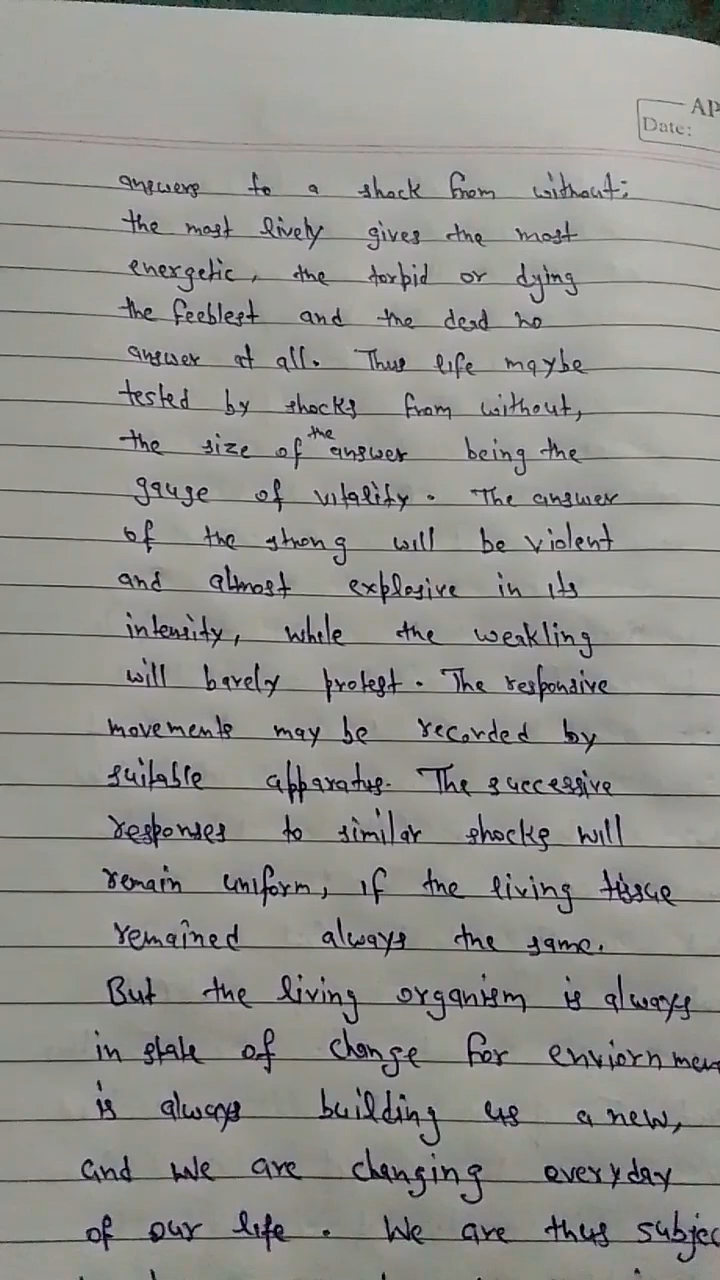 AP
Date:
answers to a shock from without;
the most lively gives the most
energetic, the torbid or dying
the feeblest and the dead no
answer at all. Thus life maybe
tested by shocks from without,
the size of the answer being the
gauge of vitality. The answer
of the strong will be violent
and almost explosive in its
intensity, while the weakling
will barely protest. The responsive
movements may be recorded by
suitable apparatus. The successive
responses to similar shocks will
remain uniform, if the living tissue
remained always the same.
But the living organism is always
in state of change for enviornmen
is always building us a new,
and we are changing everyday
of our life. We are thus subjec